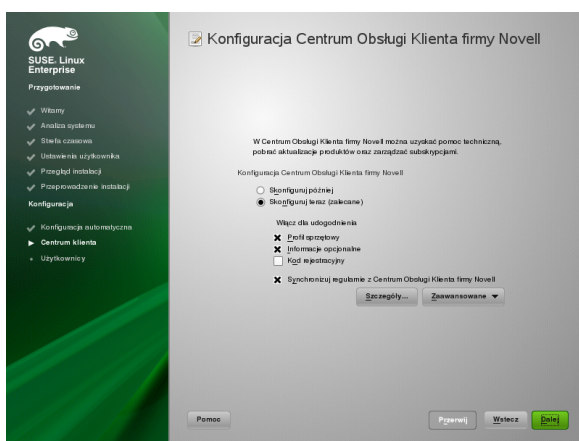 SUSE. Linux
Enterprise
Przygotowanie
Witamy
Analiza systemu
Strefa czasowa
Ustawienia użytkownika
Przegląd instalacji
Przeprowadzenie instalacji
Konfiguracja
Konfiguracja automatyczna
Centrum klienta
Użytkownicy
Konfiguracja Centrum Obsługi Klienta firmy Novell
W Centrum Obsługi Klienta firmy Novell można uzyskać pomoc techniczną,
pobrać aktualizacje produktów oraz zarządzać subskrypcjami.
Konfiguracja Centrum Obsługi Klienta firmy Novell
Skonfiguruj później
Skonfiguruj teraz (zalecane)
Włącz dla udogodnienia
Profil sprzętowy
Informacje opcjonalne
Kod rejestracyjny
Synchronizuj regularnie z Centrum Obsługi Klienta firmy Novell
Szczegóły...
Zaawansowane
Pomoc
Przerwij
Wstecz
Dalej